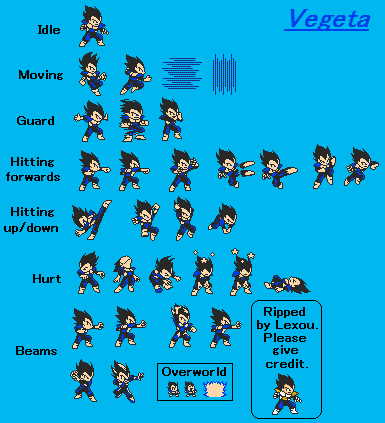 Vegeta
Idle
Moving
Guard
Hitting
forwards
Hitting
up/down
Hurt
Beams
Overworld
Ripped
by Lexou.
Please
give
credit.